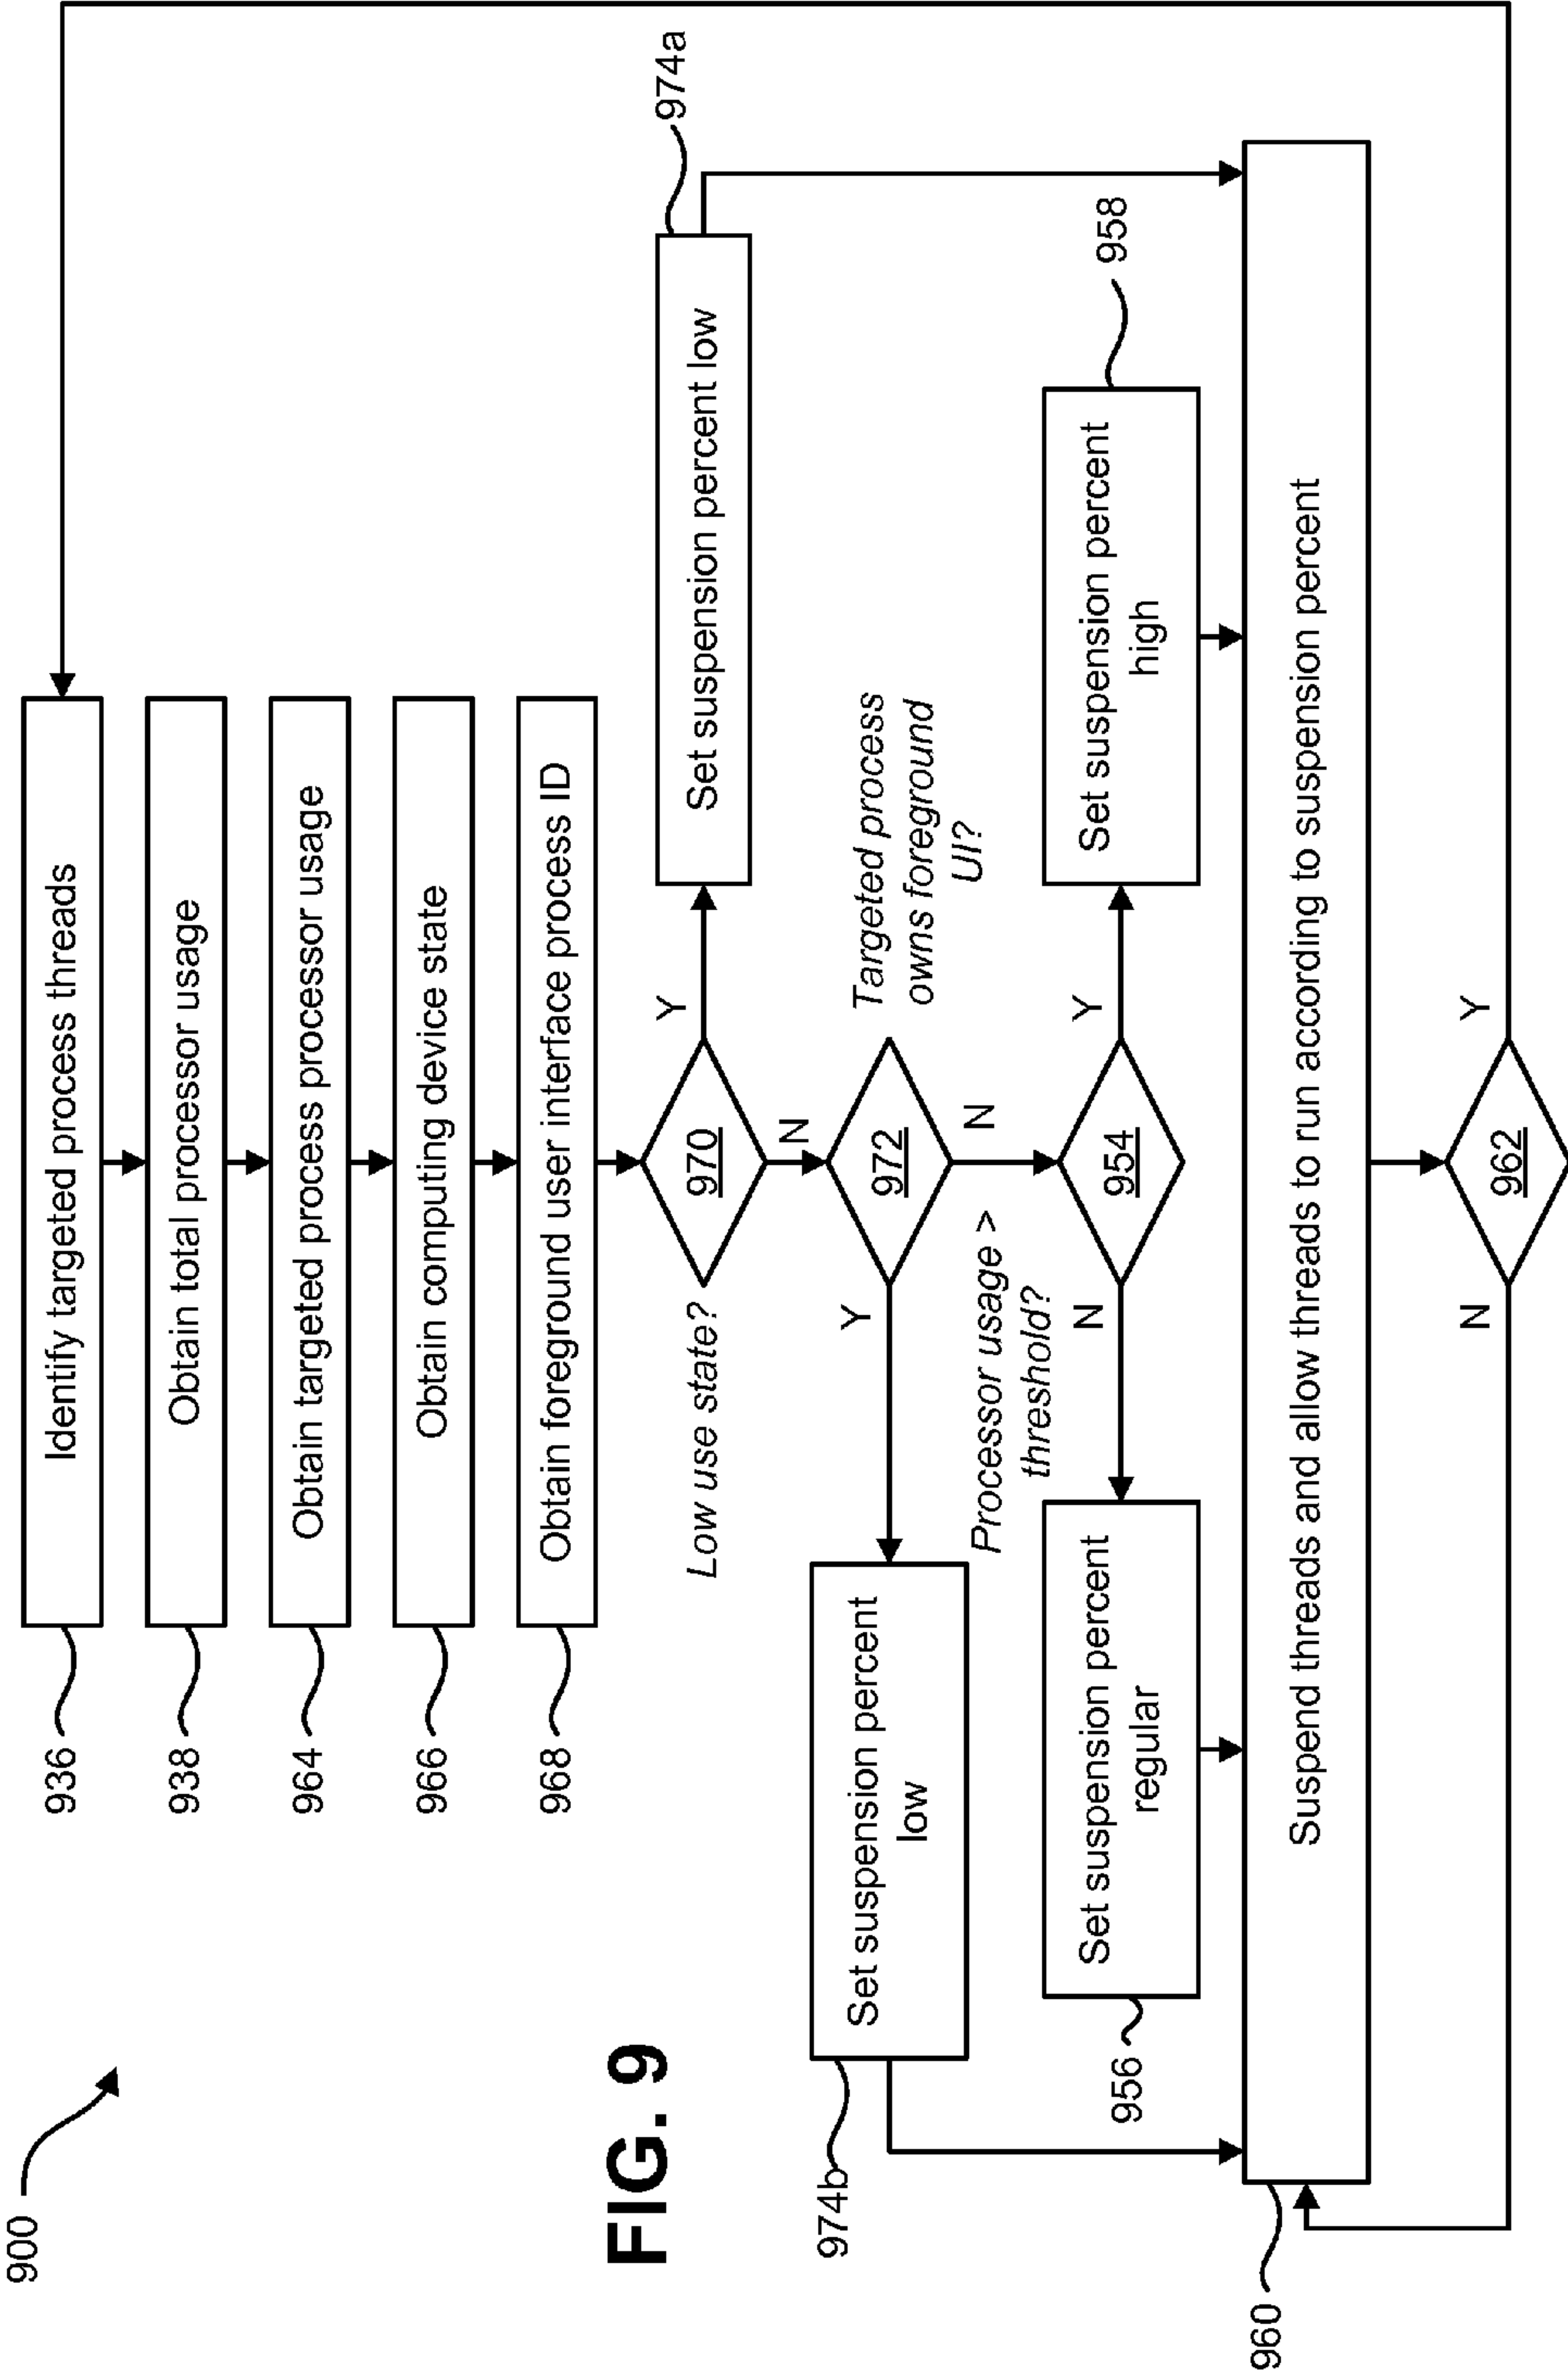 900
936
Identify targeted process threads
938
Obtain total processor usage
964
Obtain targeted process processor usage
966
Obtain computing device state
968
Obtain foreground user interface process ID
Low use state?
970
Y
N
Set suspension percent low
974a
FIG. 9
974b
Set suspension percent
low
Y
972
N
Targeted process
owns foreground
UI?
Processor usage >
threshold?
956
Set suspension percent
regular
N
954
Y
Set suspension percent
high
958
960
Suspend threads and allow threads to run according to suspension percent
N
962
Y